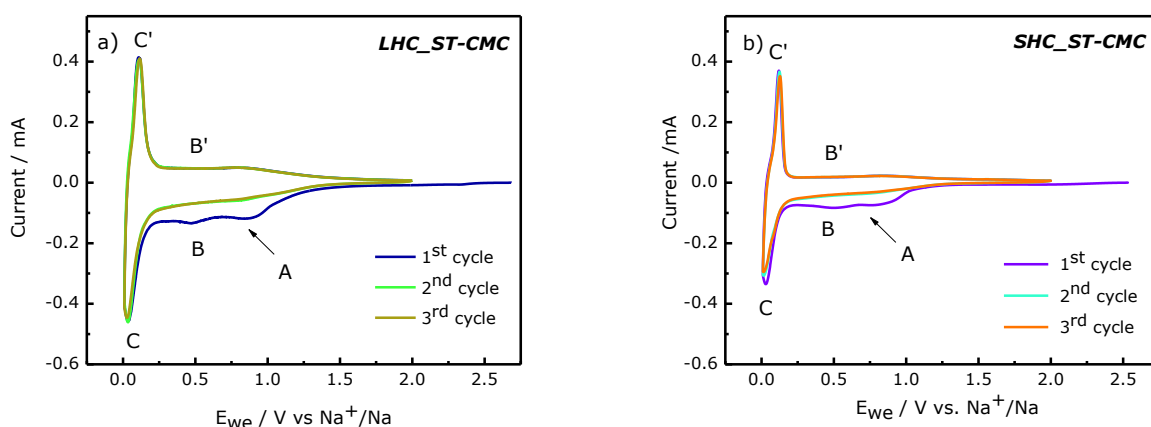 a)
C'
LHC_ST-CMC
0.4
0.2
0.0
-0.2
-0.4
-0.6
Current / mA
B'
B
A
C
1st cycle
2nd cycle
3rd cycle
0.0 0.5 1.0 1.5 2.0 2.5
Ewe / V vs Na+/Na
b)
C'
SHC_ST-CMC
0.4
0.2
0.0
-0.2
-0.4
-0.6
Current /mA
B'
B
A
C
1st cycle
2nd cycle
3rd cycle
0.0 0.5 1.0 1.5 2.0 2.5
Ewe / V vs. Na+/Na